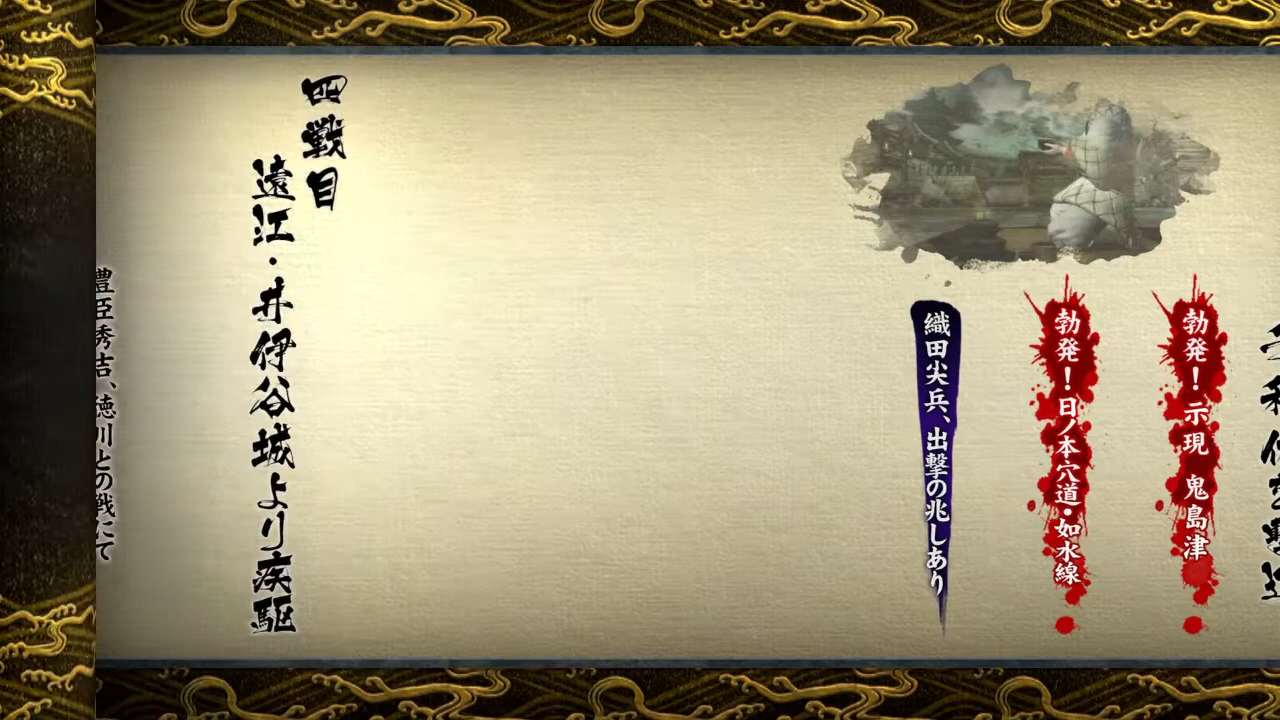 勃発！示現 鬼島津
勃発！日ノ本穴道・如水線
織田尖兵、出撃の兆しあり
四戦目
遠江・井伊谷城より疾駆
豊臣秀吉、徳川との戦にて